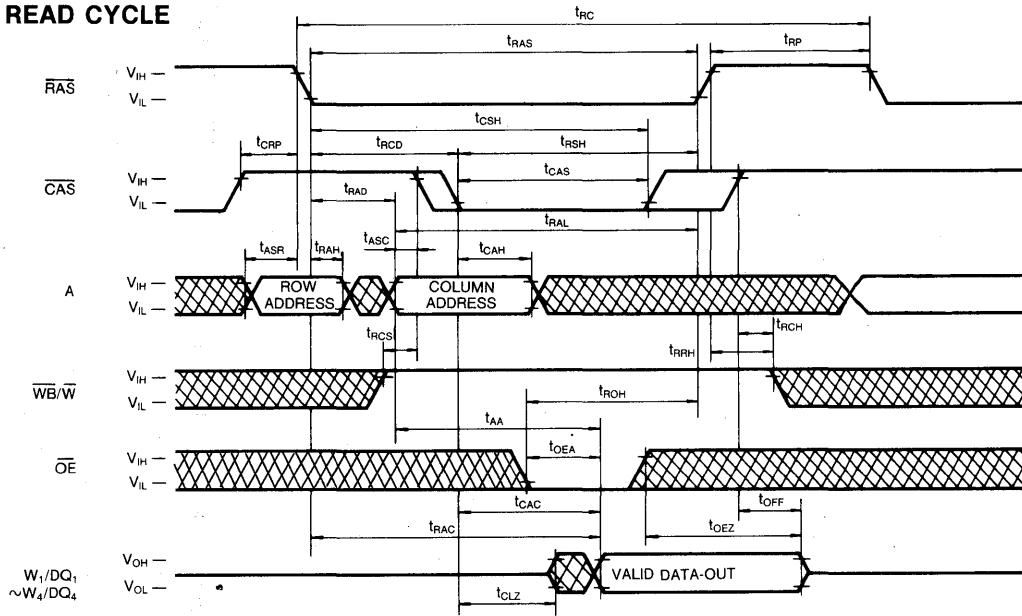 READ CYCLE
tRC
tRAS
tRP
RAS
VIH
VIL
tCSH
tCRP
tRCD
tRSH
CAS
VIH
VIL
tCAS
tRAD
tRAL
tASR
tRAH
tASC
tCAH
A
VIH
VIL
ROW ADDRESS
COLUMN ADDRESS
tRCS
tRCH
tRRH
WB/W
VIH
VIL
tROH
tAA
OE
VIH
VIL
tOEA
tCAC
tOFF
tRAC
tOEZ
W1/DQ1
~W4/DQ4
VOH
VOL
VALID DATA-OUT
tCLZ